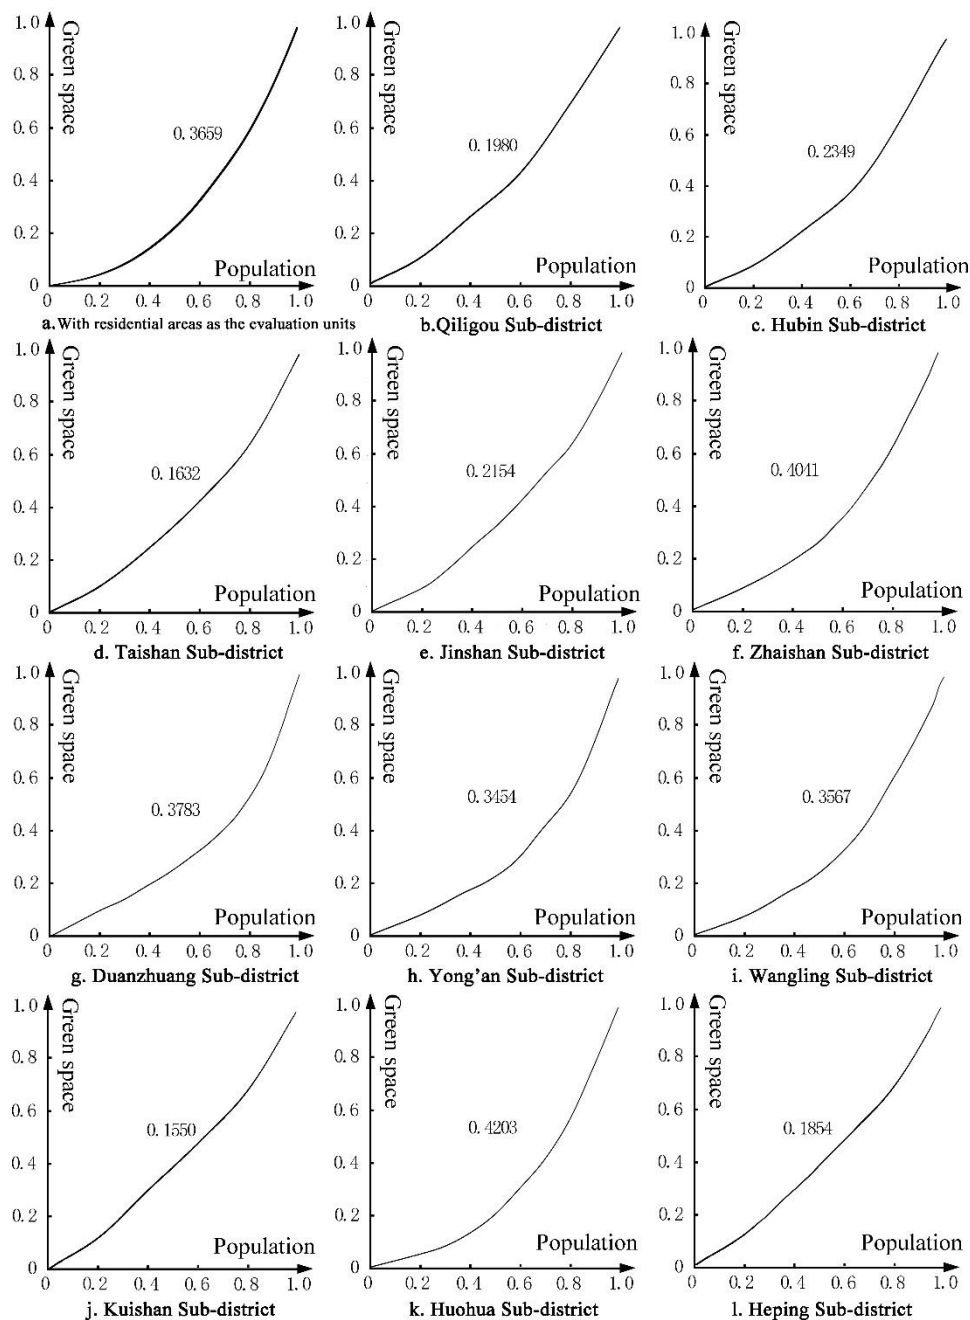 1.0
0.8
0.6
0.4
0.2
0
Green space
0.3659
Population
0.2 0.4 0.6 0.8 1.0
a.With residential areas as the evaluation units
1.0
0.8
0.6
0.4
0.2
0
Green space
0.1980
Population
0 0.2 0.4 0.6 0.8 1.0
b.Qiligou Sub-district
1.0
0.8
0.6
0.4
0.2
0
Green space
0.2349
Population
0 0.2 0.4 0.6 0.8 1.0
c. Hubin Sub-district
1.0
0.8
0.6
0.4
0.2
0
Green space
0.1632
Population
0.2 0.4 0.6 0.8 1.0
d. Taishan Sub-district
1.0
0.8
0.6
0.4
0.2
0
Green space
0.2154
Population
0 0.2 0.4 0.6 0.8 1.0
e. Jinshan Sub-district
1.0
0.8
0.6
0.4
0.2
0
Green space
0.4041
Population
0 0.2 0.4 0.6 0.8 1.0
f. Zhaishan Sub-district
1.0
0.8
0.6
0.4
0.2
0
Green space
0.3783
Population
0 0.2 0.4 0.6 0.8 1.0
g. Duanzhuang Sub-district
1.0
0.8
0.6
0.4
0.2
0
Green space
0.3454
Population
0 0.2 0.4 0.6 0.8 1.0
h. Yong’an Sub-district
1.0
0.8
0.6
0.4
0.2
0
Green space
0.3567
Population
0 0.2 0.4 0.6 0.8 1.0
i. Wangling Sub-district
1.0
0.8
0.6
0.4
0.2
0
Green space
0.1550
Population
0 0.2 0.4 0.6 0.8 1.0
j. Kuishan Sub-district
1.0
0.8
0.6
0.4
0.2
0
Green space
0.4203
Population
0 0.2 0.4 0.6 0.8 1.0
k. Huohua Sub-district
1.0
0.8
0.6
0.4
0.2
0
Green space
0.1854
Population
0 0.2 0.4 0.6 0.8 1.0
l. Heping Sub-district